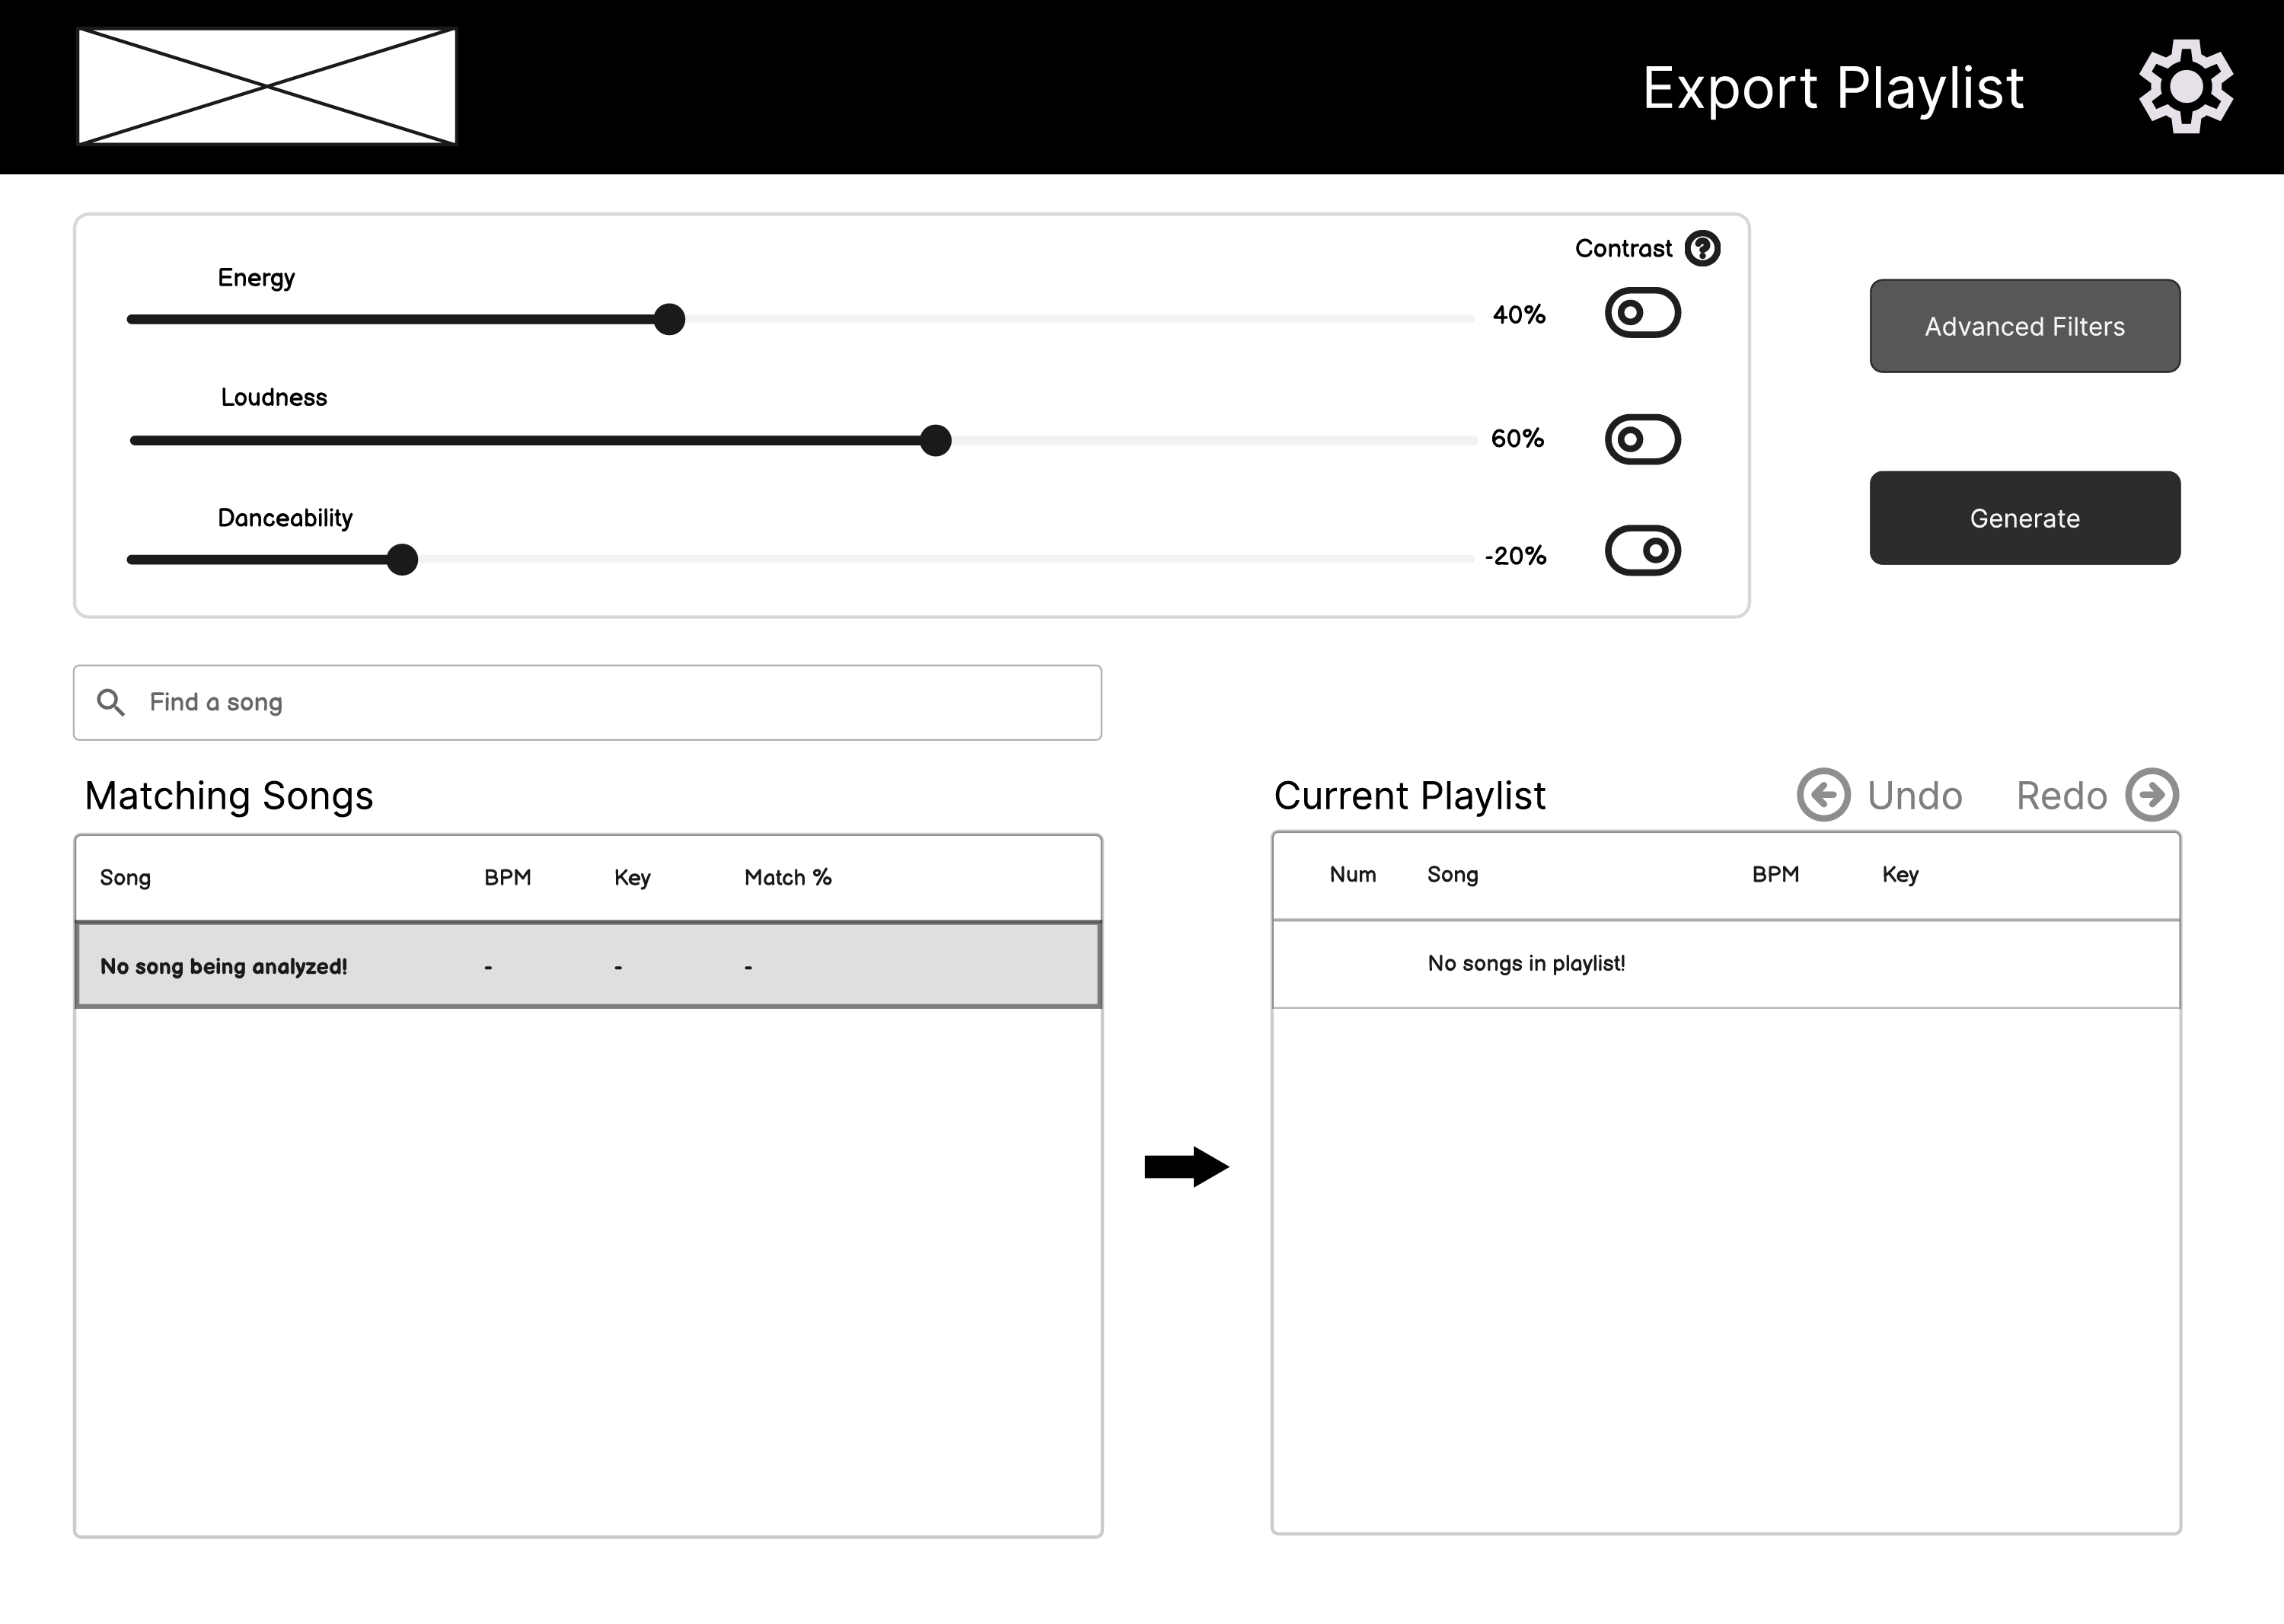 Export Playlist
Contrast ?
Energy
40%
Advanced Filters
Loudness
60%
Generate
Danceability
-20%
Find a song
Matching Songs
Song BPM Key Match %
No song being analyzed! - - -
Current Playlist Undo Redo
Num Song BPM Key
No songs in playlist!